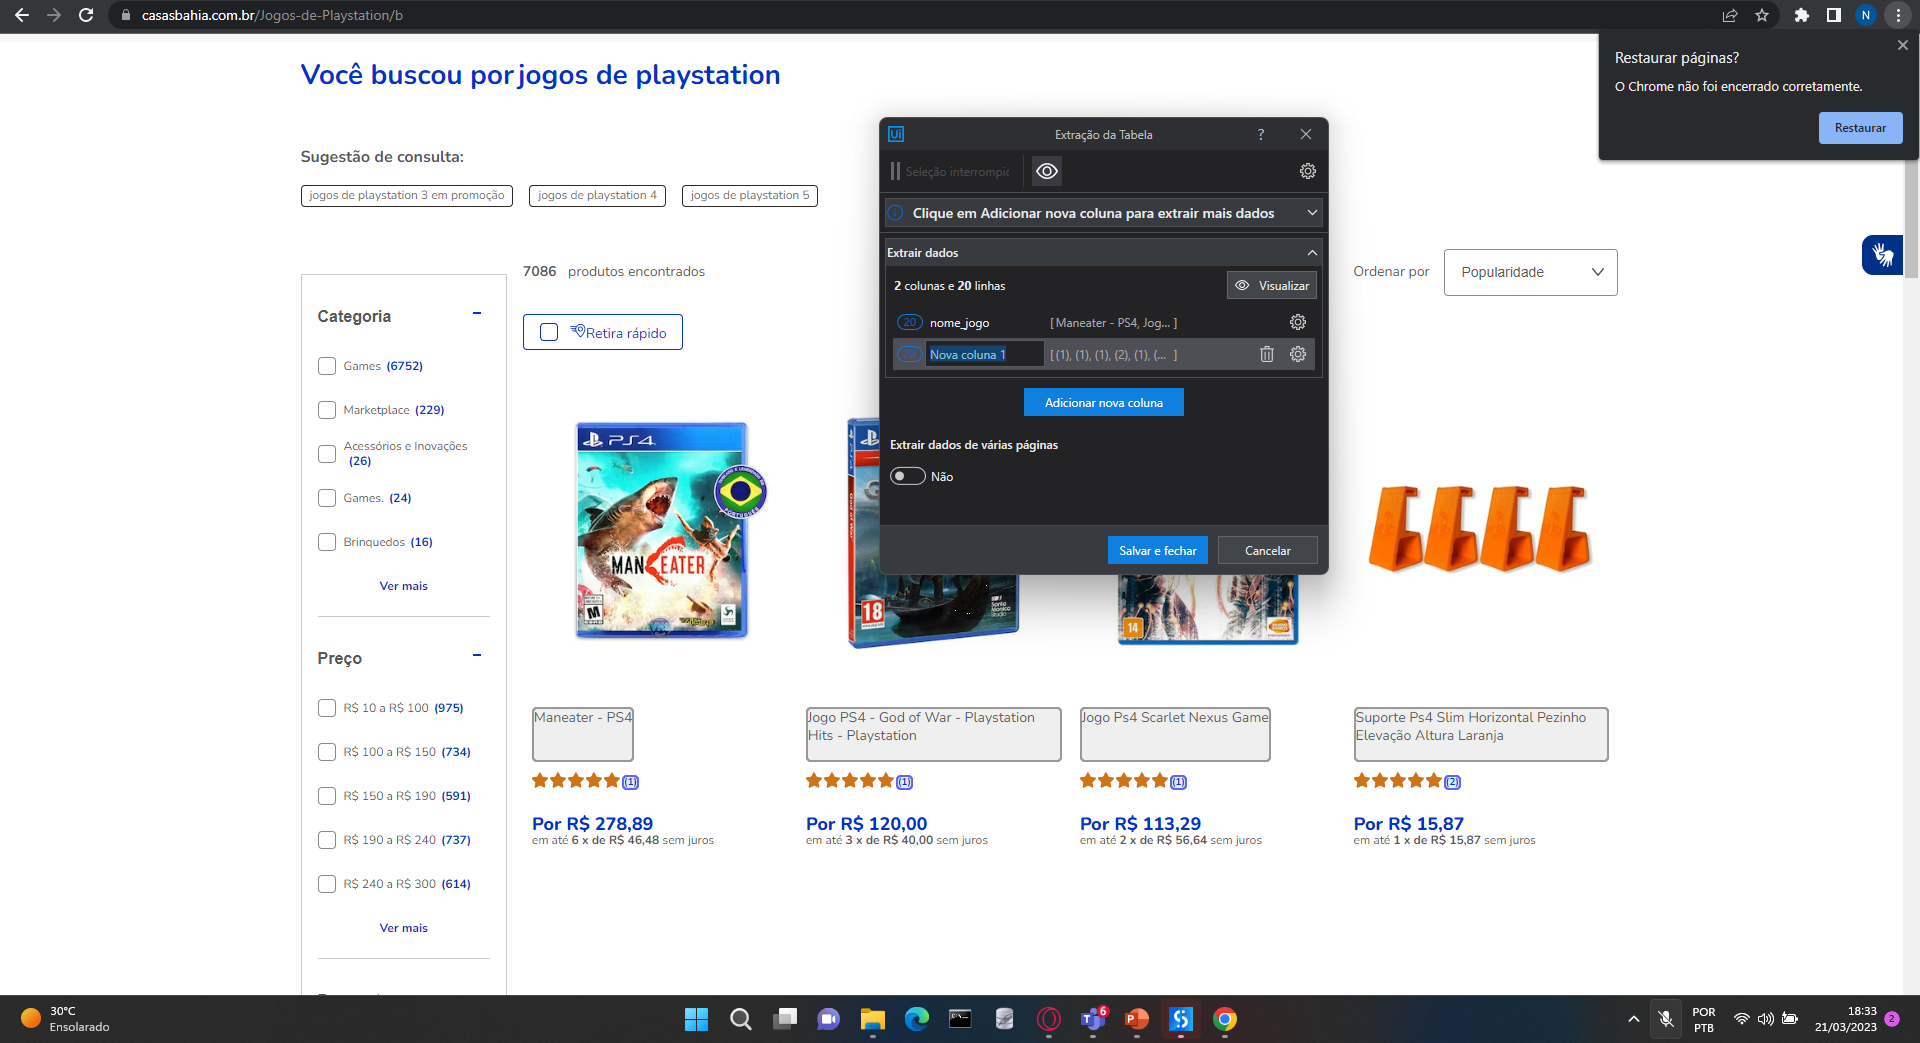 casasbahia.com.br/Jogos-de-Playstation/b
N
Restaurar páginas?
O Chrome não foi encerrado corretamente.
Restaurar
Você buscou por jogos de playstation
Sugestão de consulta:
jogos de playstation 3 em promoção
jogos de playstation 4
jogos de playstation 5
7086 produtos encontrados
Ordenar por
Popularidade
Retira rápido
Categoria
Games (6752)
Marketplace (229)
Acessórios e Inovações
(26)
Games. (24)
Brinquedos (16)
Ver mais
Preço
R$ 10 a R$ 100 (975)
R$ 100 a R$ 150 (734)
R$ 150 a R$ 190 (591)
R$ 190 a R$ 240 (737)
R$ 240 a R$ 300 (614)
Ver mais
Ui
Extração da Tabela
?
Seleção interrompic
Clique em Adicionar nova coluna para extrair mais dados
Extrair dados
2 colunas e 20 linhas
Visualizar
20 nome_jogo [ Maneater - PS4, Jog... ]
20 Nova coluna 1 [ (1), (1), (1), (2), (1), (... ]
Adicionar nova coluna
Extrair dados de várias páginas
Não
Salvar e fechar
Cancelar
PS4
PORTUGUÊS
MANEATER
M
18
Santa Monica Studio
14
Maneater - PS4
(1)
Por R$ 278,89
em até 6 x de R$ 46,48 sem juros
Jogo PS4 - God of War - Playstation
Hits - Playstation
(1)
Por R$ 120,00
em até 3 x de R$ 40,00 sem juros
Jogo Ps4 Scarlet Nexus Game
(1)
Por R$ 113,29
em até 2 x de R$ 56,64 sem juros
Suporte Ps4 Slim Horizontal Pezinho
Elevação Altura Laranja
(2)
Por R$ 15,87
em até 1 x de R$ 15,87 sem juros
30°C
Ensolarado
6
POR
PTB
18:33
21/03/2023
2